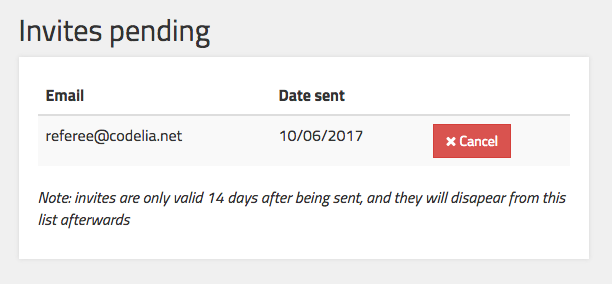 Invites pending
Email Date sent
referee@codelia.net 10/06/2017 ✖ Cancel
Note: invites are only valid 14 days after being sent, and they will disapear from this
list afterwards